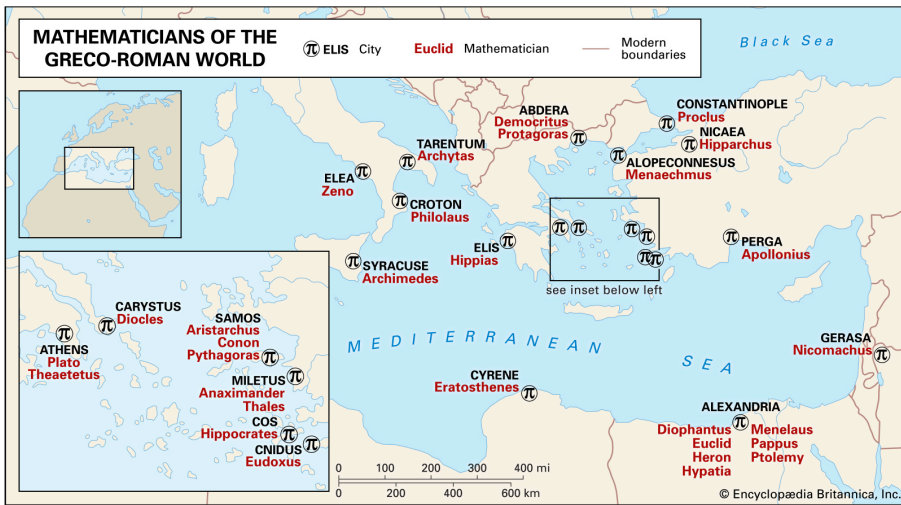 MATHEMATICIANS OF THE
GRECO-ROMAN WORLD
π ELIS City
Euclid Mathematician
Modern
boundaries
Black Sea
ABDERA
Democritus
Protagoras
π
CONSTANTINOPLE
Proclus
π
NICAEA
Hipparchus
π
ALOPECONNESUS
Menaechmus
π
TARENTUM
Archytas
π
ELEA
Zeno
π
CROTON
Philolaus
π
ELIS
Hippias
π
π π π π π π
see inset below left
PERGA
Apollonius
π
SYRACUSE
Archimedes
π
MEDITERRANEAN
SEA
GERASA
Nicomachus
π
CYRENE
Eratosthenes
π
ALEXANDRIA
π
Diophantus
Euclid
Heron
Hypatia
Menelaus
Pappus
Ptolemy
CARYSTUS
Diocles
π
ATHENS
Plato
Theaetetus
π
SAMOS
Aristarchus
Conon
Pythagoras
π
MILETUS
Anaximander
Thales
π
COS
Hippocrates
π
CNIDUS
Eudoxus
π
0 100 200 300 400 mi
0 200 400 600 km
© Encyclopædia Britannica, Inc.